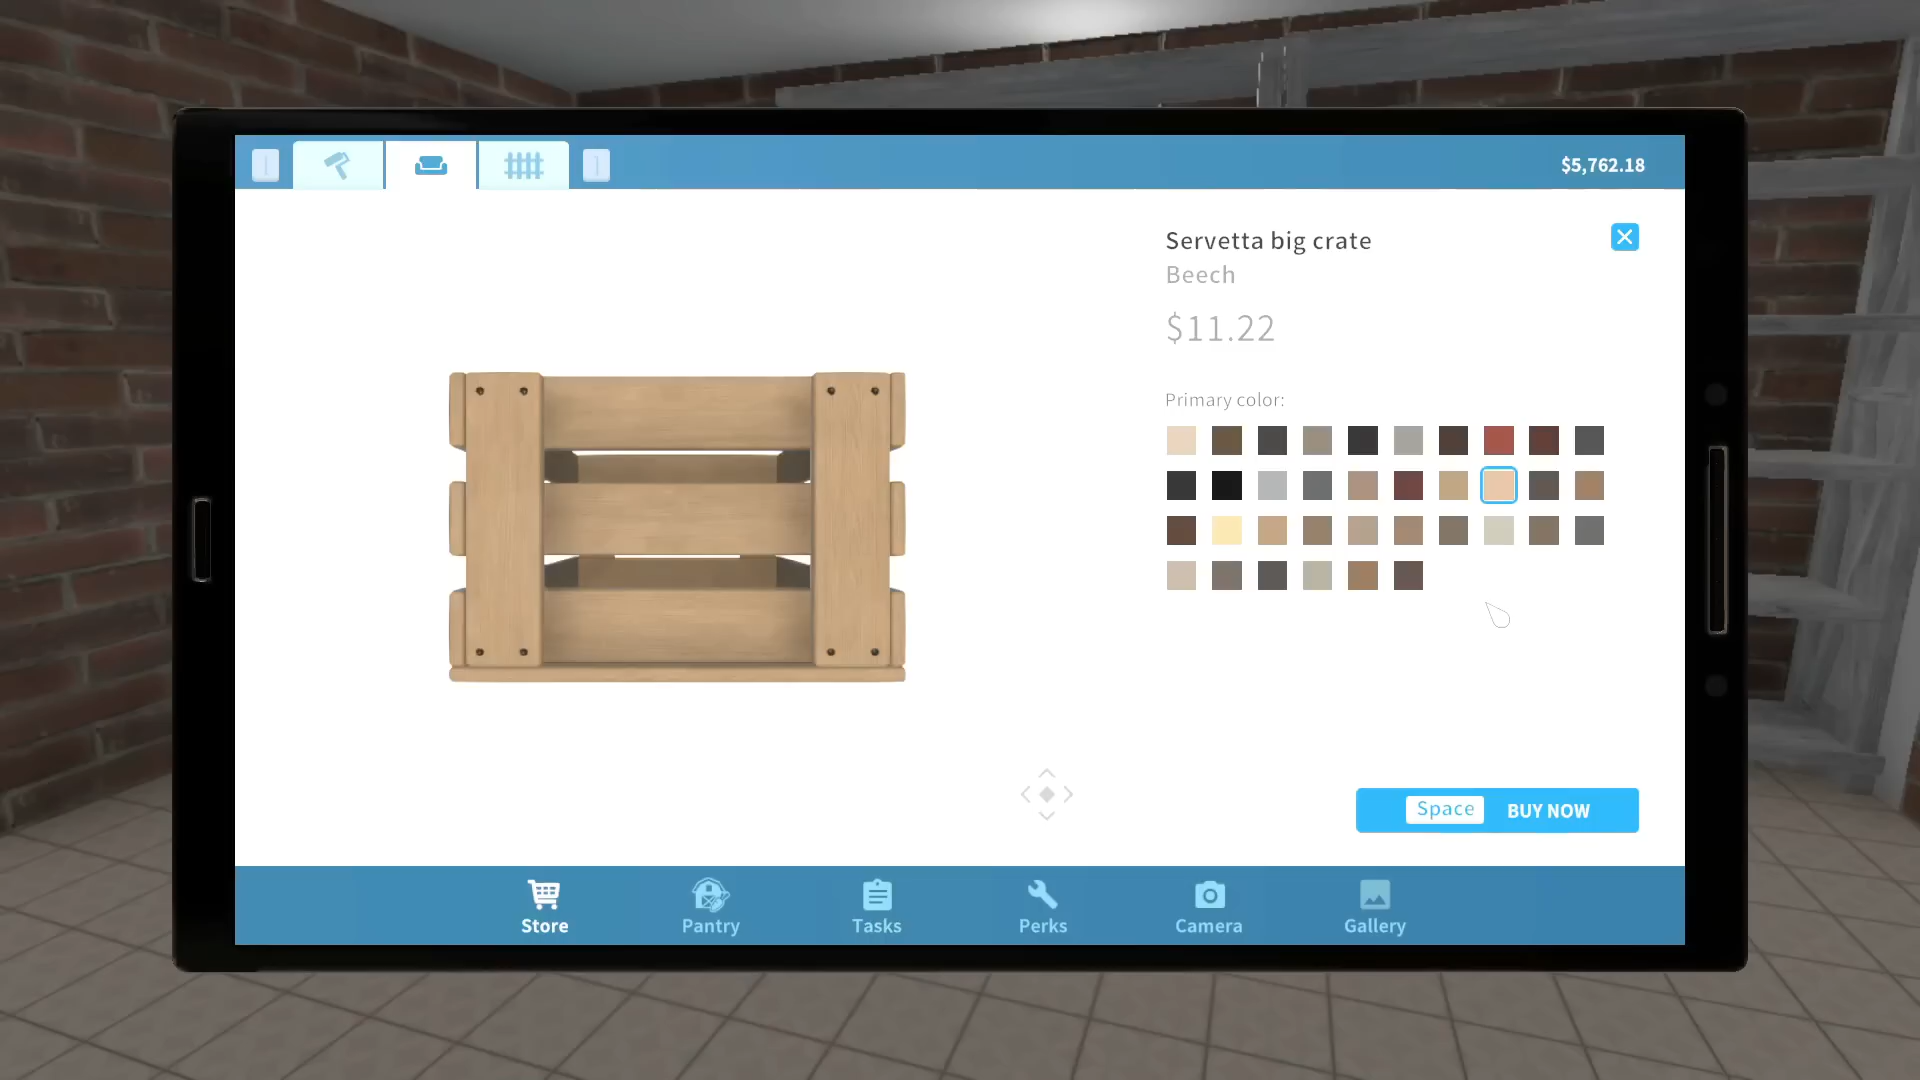 $5,762.18
Servetta big crate
Beech
$11.22
Primary color:
Space BUY NOW
Store Pantry Tasks Perks Camera Gallery